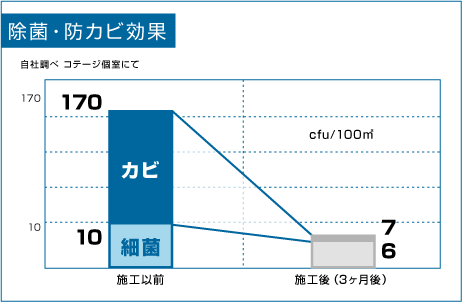 除菌・防カビ効果
自社調べ コテージ個室にて
170
170
カビ
cfu/100㎡
10
10
細菌
7
6
施工以前
施工後（3ヶ月後）